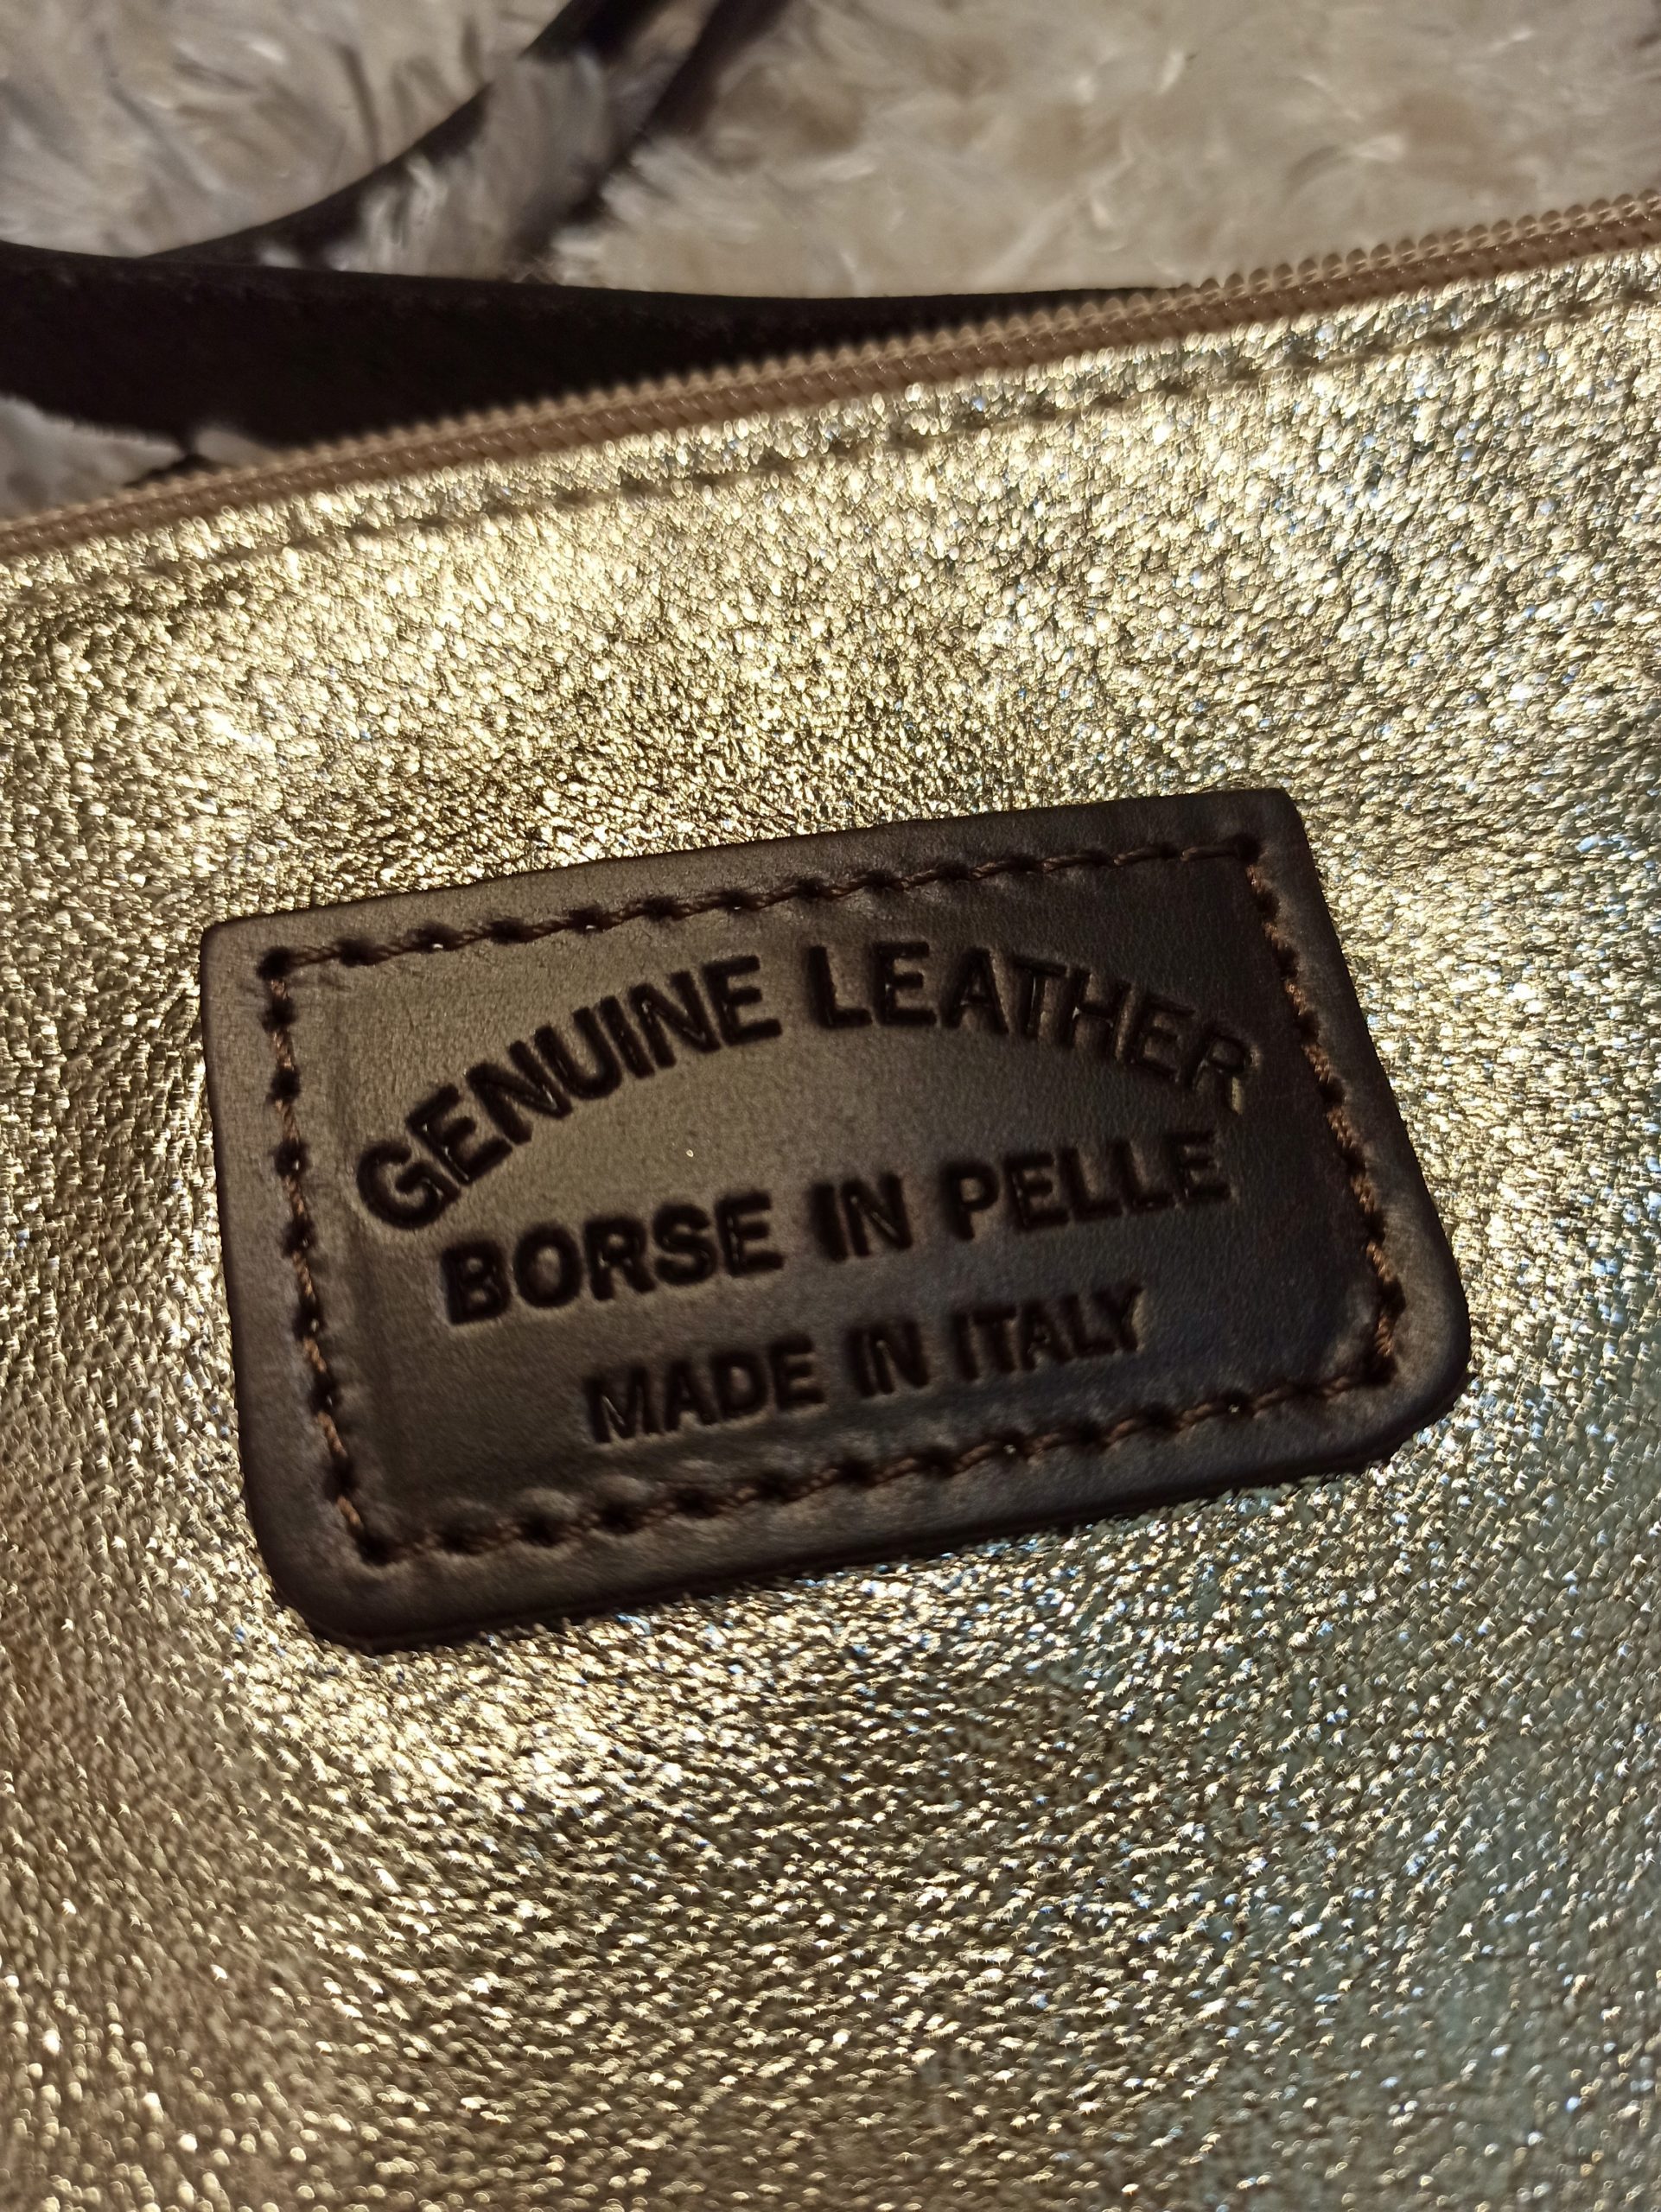 GENUINE LEATHER
BORSE IN PELLE
MADE IN ITALY